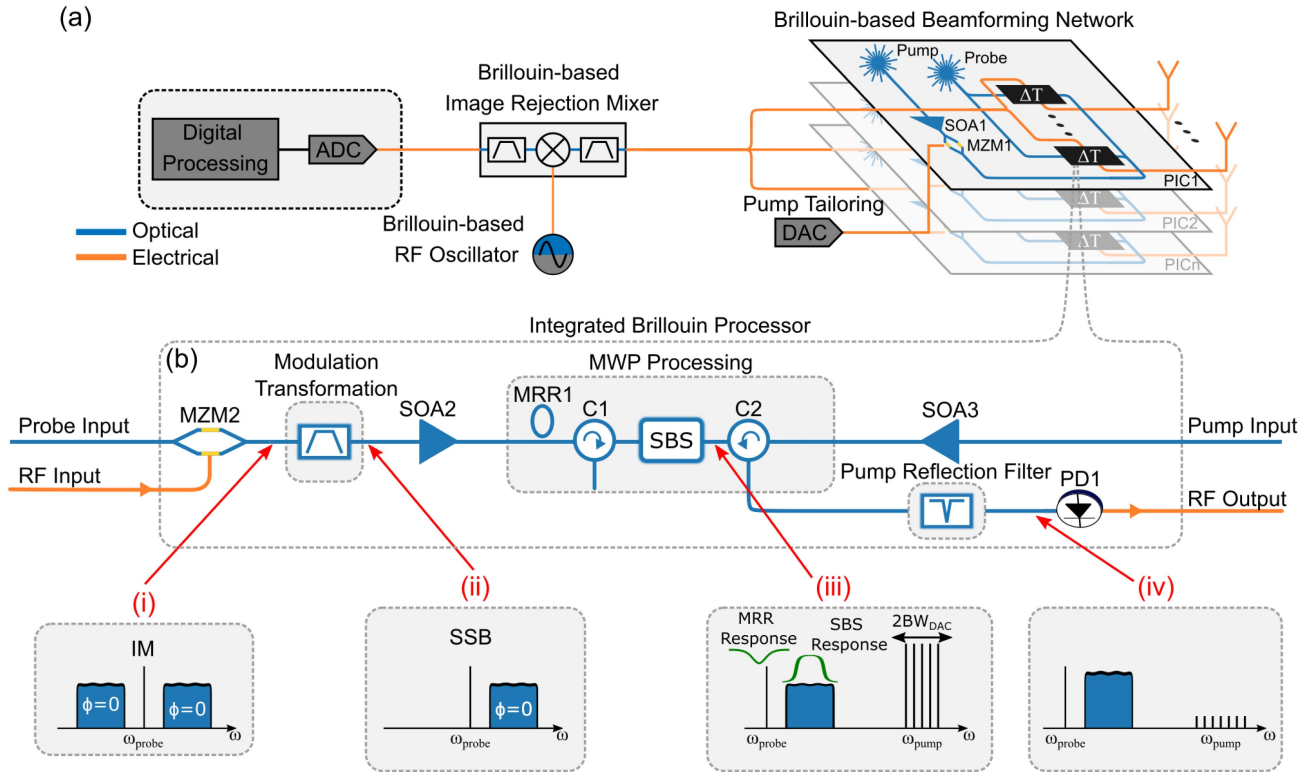 (a)
Brillouin-based Beamforming Network
Pump
Probe
Brillouin-based
Image Rejection Mixer
Digital
Processing
ADC
ΔT
SOA1
MZM1
ΔT
PIC1
Pump Tailoring
DAC
ΔT
PIC2
ΔT
PICn
Optical
Electrical
Brillouin-based
RF Oscillator
Integrated Brillouin Processor
(b)
Modulation
Transformation
MWP Processing
MZM2
SOA2
MRR1
C1
SBS
C2
SOA3
Probe Input
Pump Input
RF Input
Pump Reflection Filter
PD1
RF Output
(i)
(ii)
(iii)
(iv)
IM
ϕ=0
ϕ=0
ωprobe
ω
SSB
ϕ=0
ωprobe
ω
MRR
Response
SBS
Response
2BWDAC
ωprobe
ωpump
ω
ωprobe
ωpump
ω